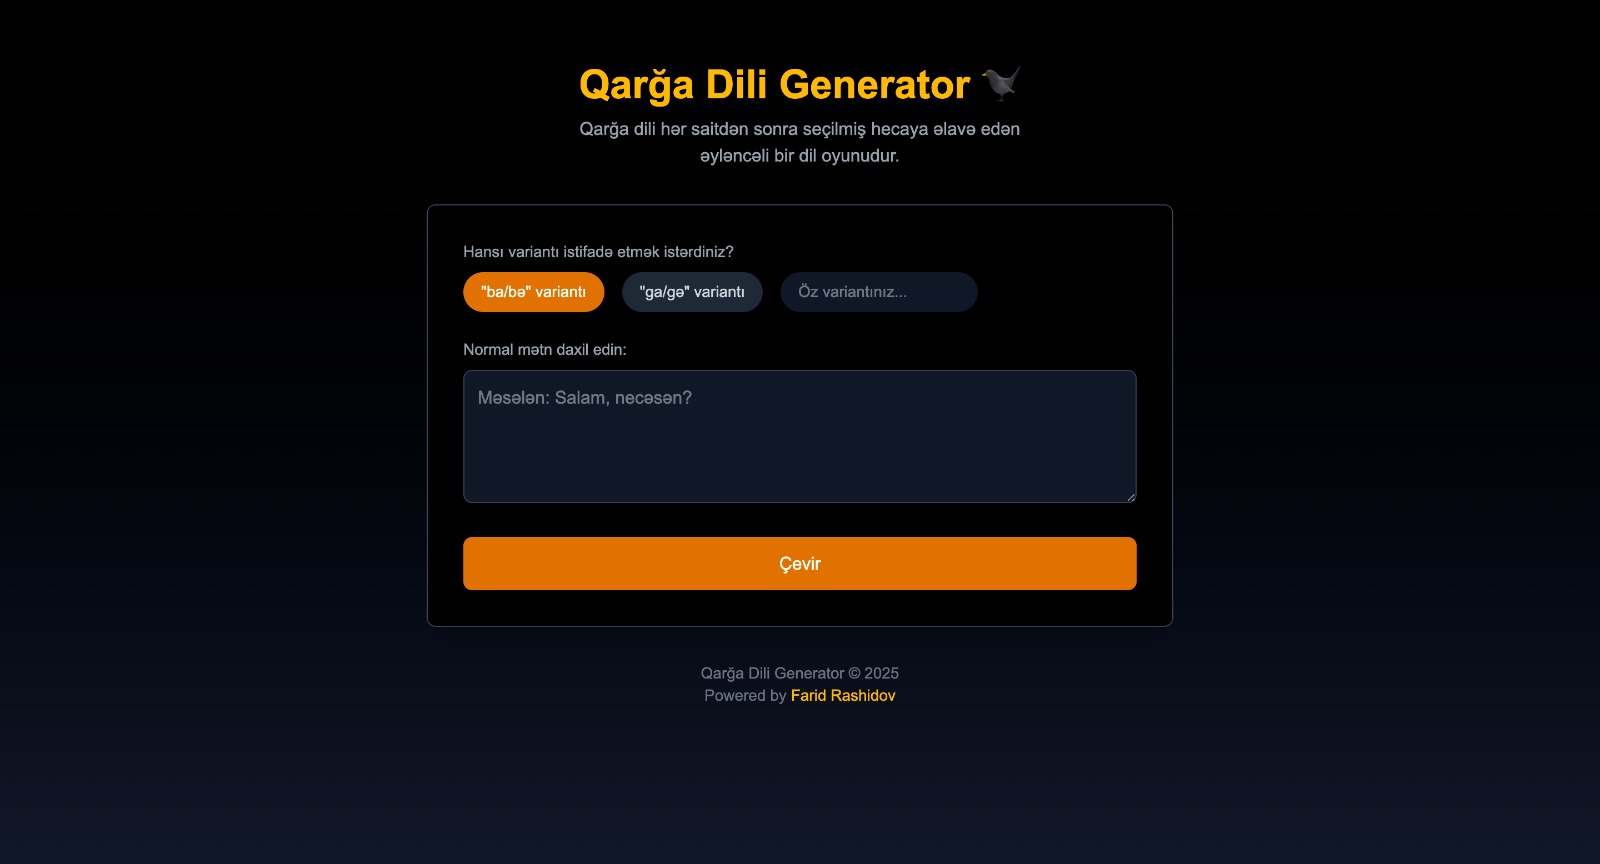 Qarğa Dili Generator
Qarğa dili hər saitdən sonra seçilmiş hecaya əlavə edən
əyləncəli bir dil oyunudur.
Hansı variantı istifadə etmək istərdiniz?
"ba/bə" variantı
"ga/gə" variantı
Öz variantınız...
Normal mətn daxil edin:
Məsələn: Salam, necəsən?
Çevir
Qarğa Dili Generator © 2025
Powered by Farid Rashidov